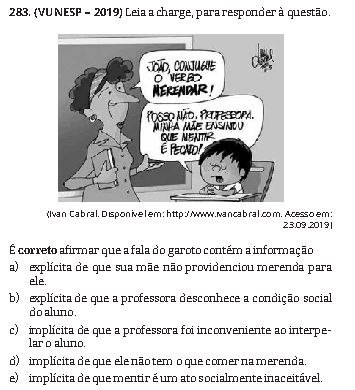 283. (VUNESP – 2019) Leia a charge, para responder à questão.
JOÃO, CONJUGUE
O VERBO
MERENDAR!
POSSO NÃO, PROFESSORA.
MINHA MÃE ENSINOU
QUE MENTIR
É PECADO!
(Ivan Cabral. Disponível em: http://www.ivancabral.com. Acesso em:
23.09.2019)
É correto afirmar que a fala do garoto contém a informação
a) explícita de que sua mãe não providenciou merenda para
ele.
b) explícita de que a professora desconhece a condição social
do aluno.
c) implícita de que a professora foi inconveniente ao interpe-
lar o aluno.
d) implícita de que ele não tem o que comer na merenda.
e) implícita de que mentir é um ato socialmente inaceitável.